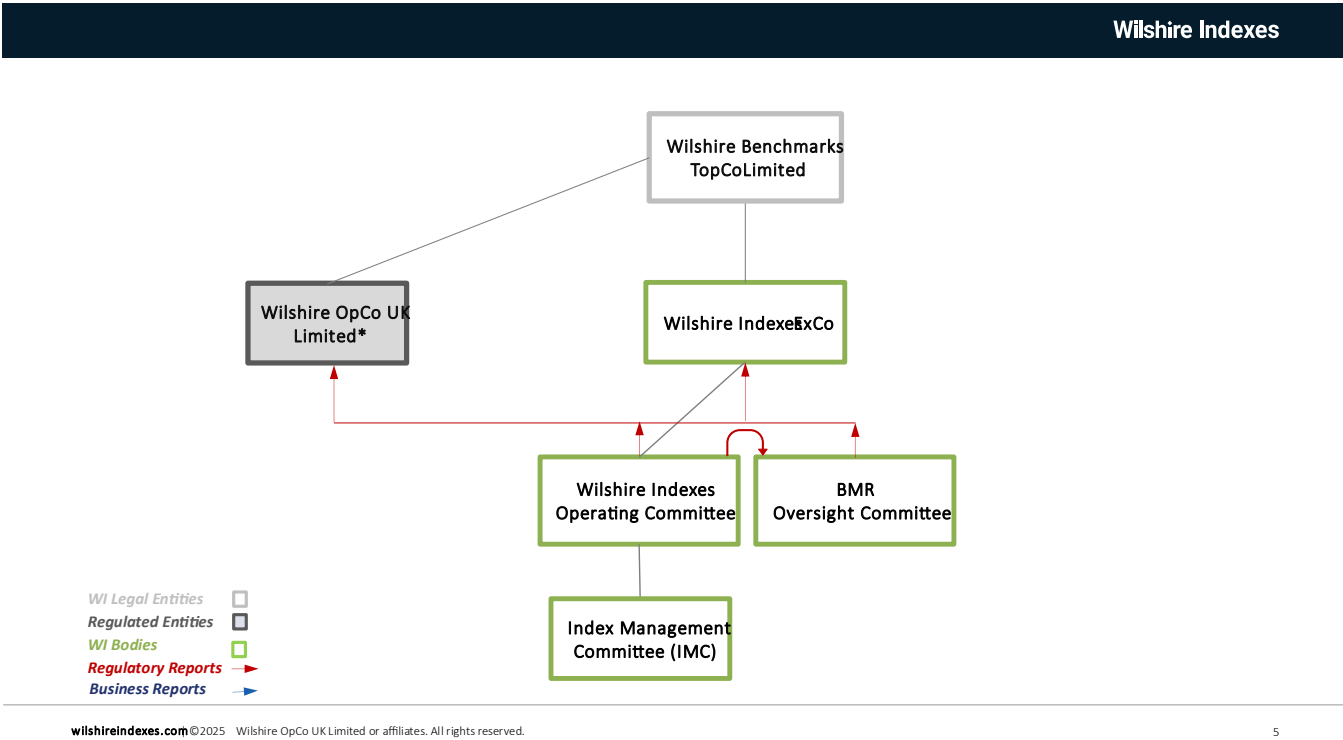 Wilshire Indexes
Wilshire Benchmarks
TopCoLimited
Wilshire OpCo UK
Limited*
Wilshire IndexesExCo
Wilshire Indexes
Operating Committee
BMR
Oversight Committee
Index Management
Committee (IMC)
WI Legal Entities
Regulated Entities
WI Bodies
Regulatory Reports
Business Reports
wilshireindexes.com | ©2025 Wilshire OpCo UK Limited or affiliates. All rights reserved.
5